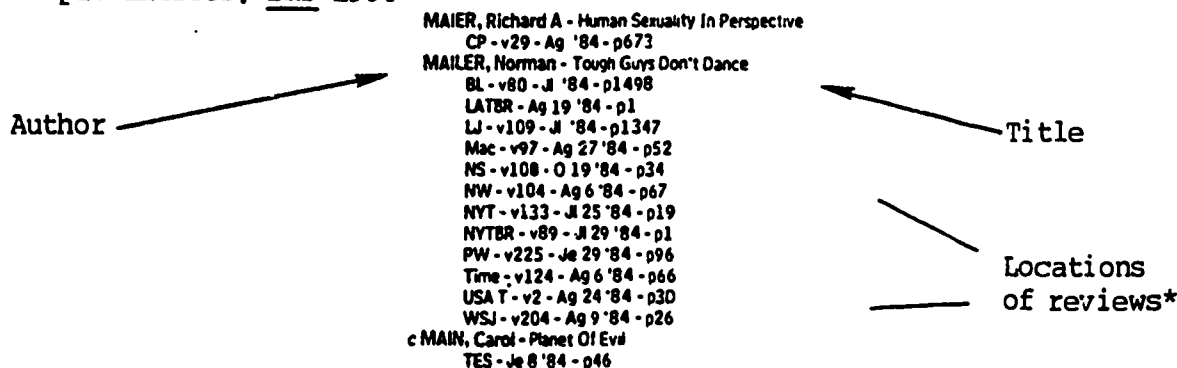 MAIER, Richard A - Human Sexuality In Perspective
CP - v29 - Ag '84 - p673
MAILER, Norman - Tough Guys Don't Dance
BL - v80 - Jl '84 - p1498
LATBR - Ag 19 '84 - p1
LJ - v109 - Jl '84 - p1347
Mac - v97 - Ag 27 '84 - p52
NS - v108 - O 19 '84 - p34
NW - v104 - Ag 6 '84 - p67
NYT - v133 - Jl 25 '84 - p19
NYTBR - v89 - Jl 29 '84 - p1
PW - v225 - Je 29 '84 - p96
Time - v124 - Ag 6 '84 - p66
USA T - v2 - Ag 24 '84 - p3D
WSJ - v204 - Ag 9 '84 - p26
c MAIN, Carol - Planet Of Evil
TES - Je 8 '84 - p46
Author
Title
Locations
of reviews*